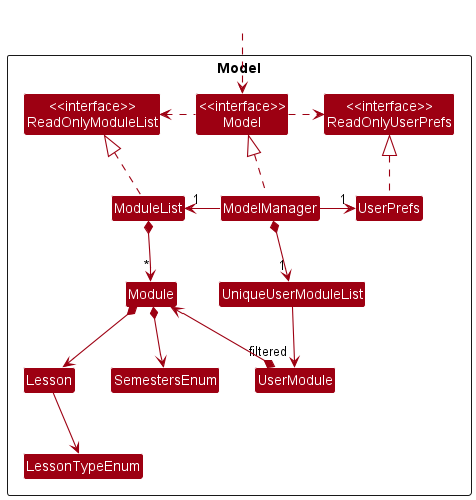 Model
<<interface>>
ReadOnlyModuleList
<<interface>>
Model
<<interface>>
ReadOnlyUserPrefs
ModuleList
1
ModelManager
1
UserPrefs
*
1
Module
UniqueUserModuleList
filtered
Lesson
SemestersEnum
UserModule
LessonTypeEnum